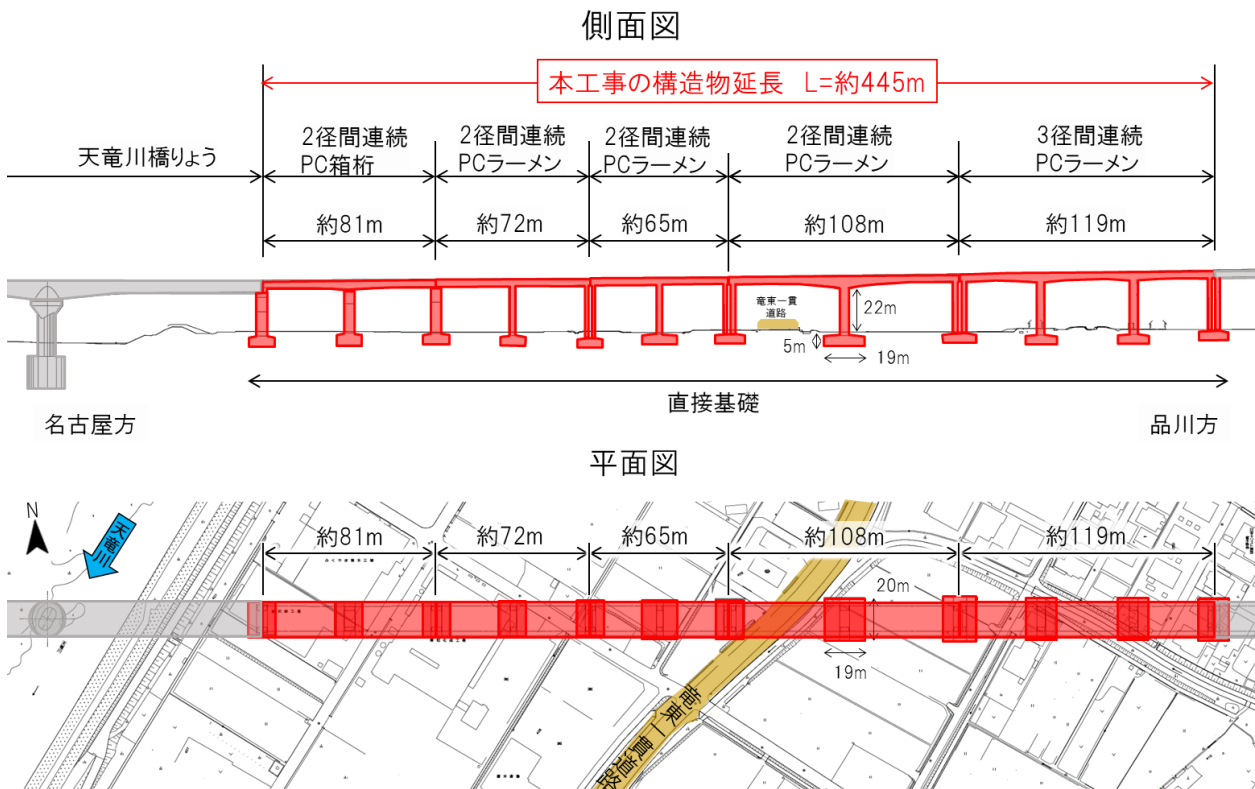 側面図
本工事の構造物延長 L=約445m
天竜川橋りょう
2径間連続
PC箱桁
2径間連続
PCラーメン
2径間連続
PCラーメン
2径間連続
PCラーメン
3径間連続
PCラーメン
約81m
約72m
約65m
約108m
約119m
竜東一貫
道路
22m
5m
19m
直接基礎
名古屋方
品川方
平面図
N
天竜川
約81m
約72m
約65m
約108m
約119m
20m
19m
竜東一貫道路